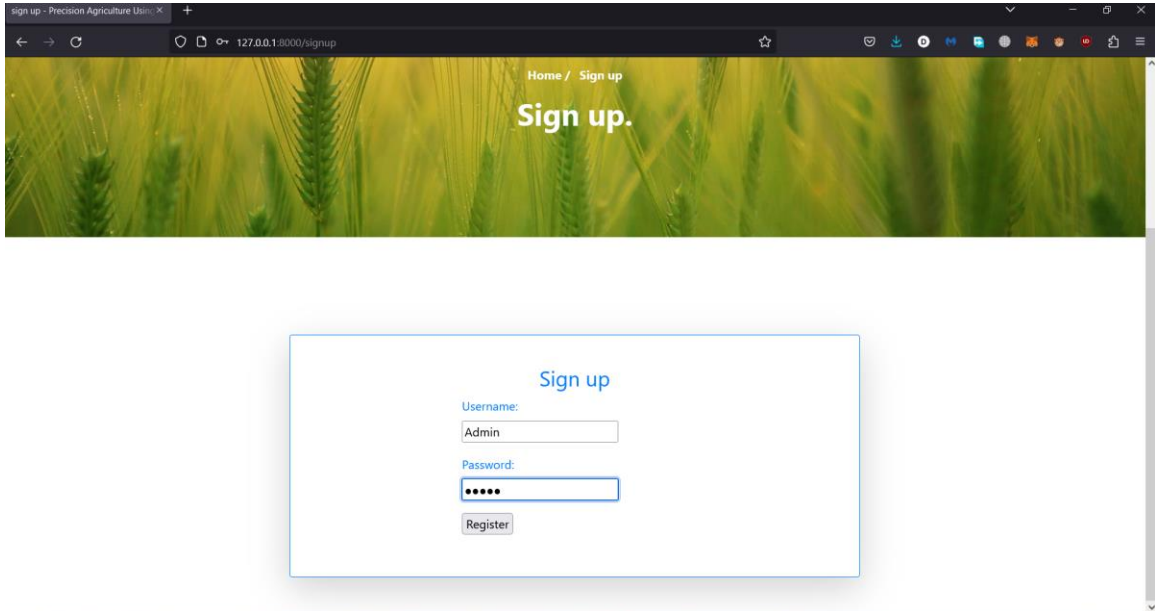 sign up - Precision Agriculture Using
127.0.0.1:8000/signup
Home / Sign up
Sign up.
Sign up
Username:
Admin
Password:
•••••
Register